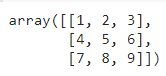 array([[1, 2, 3],
       [4, 5, 6],
       [7, 8, 9]])